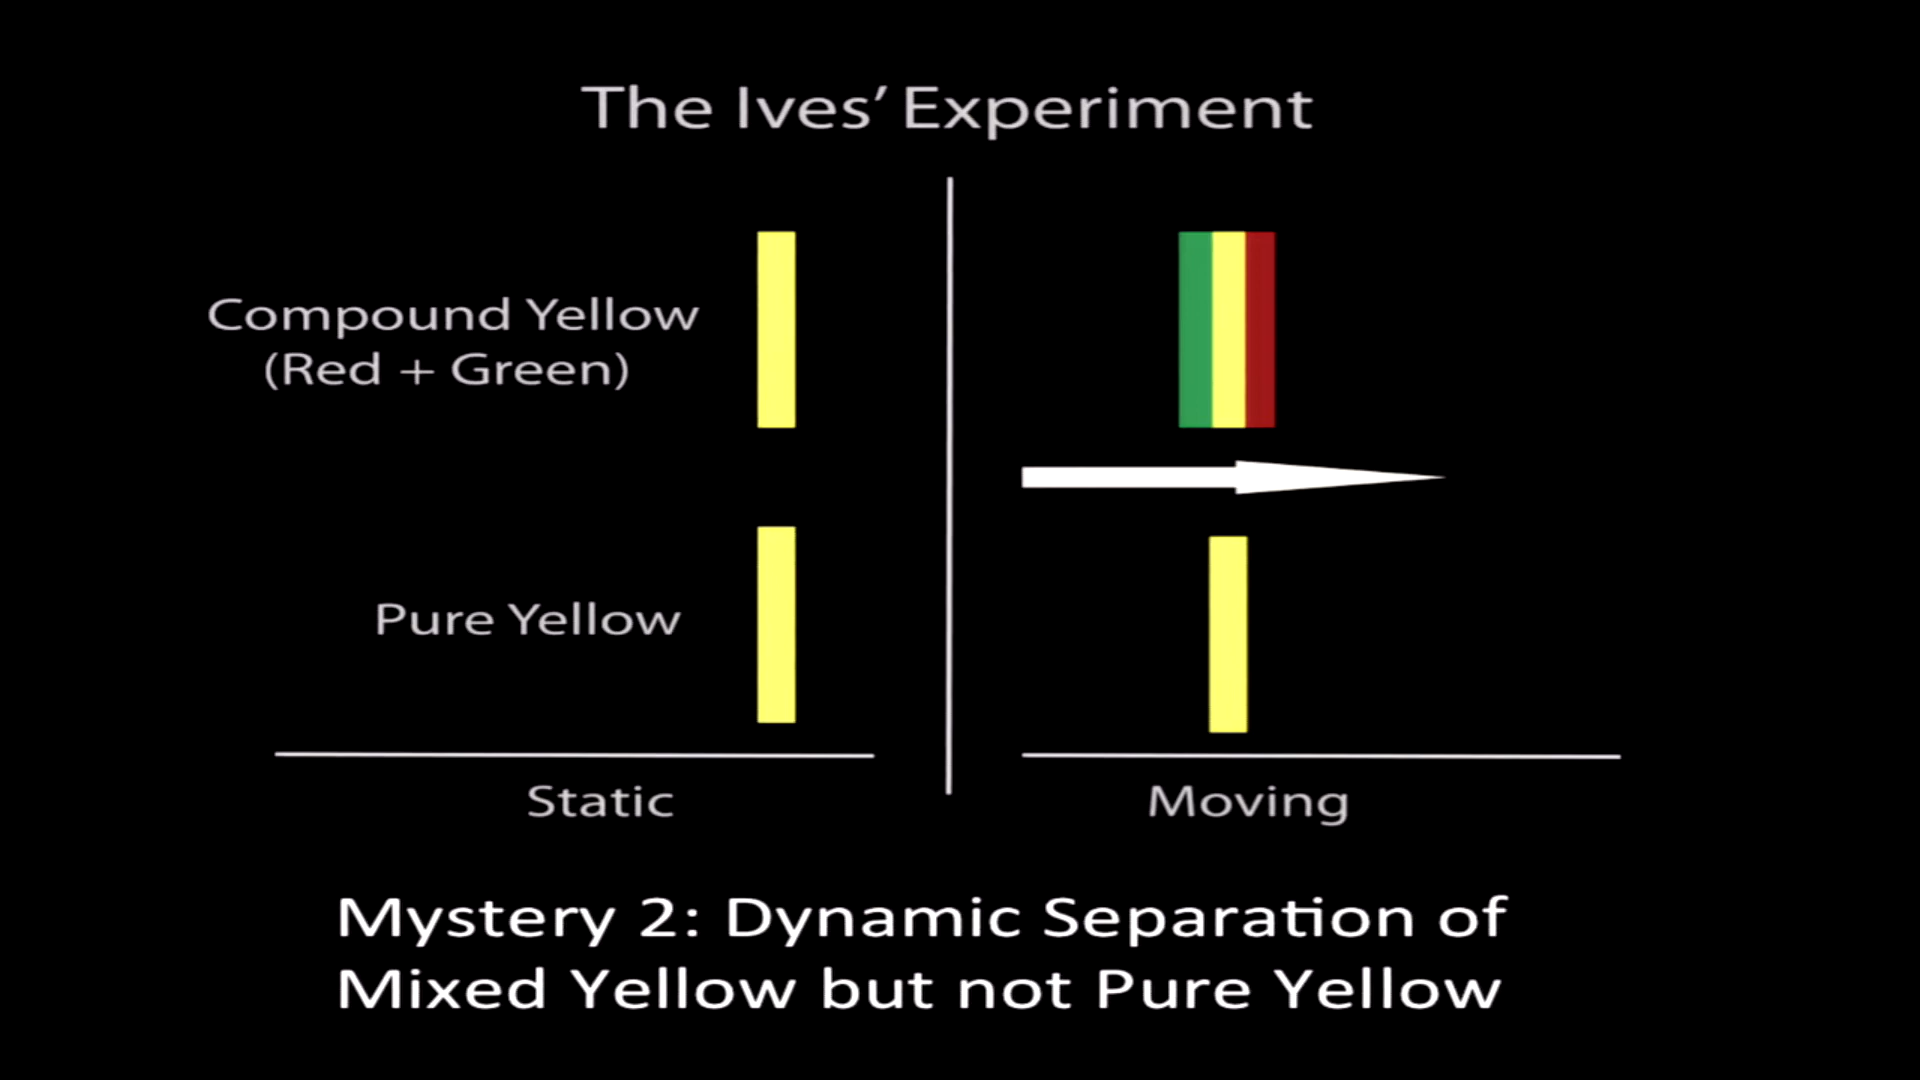 The Ives’ Experiment
Compound Yellow
(Red + Green)
Pure Yellow
Static
Moving
Mystery 2: Dynamic Separation of
Mixed Yellow but not Pure Yellow